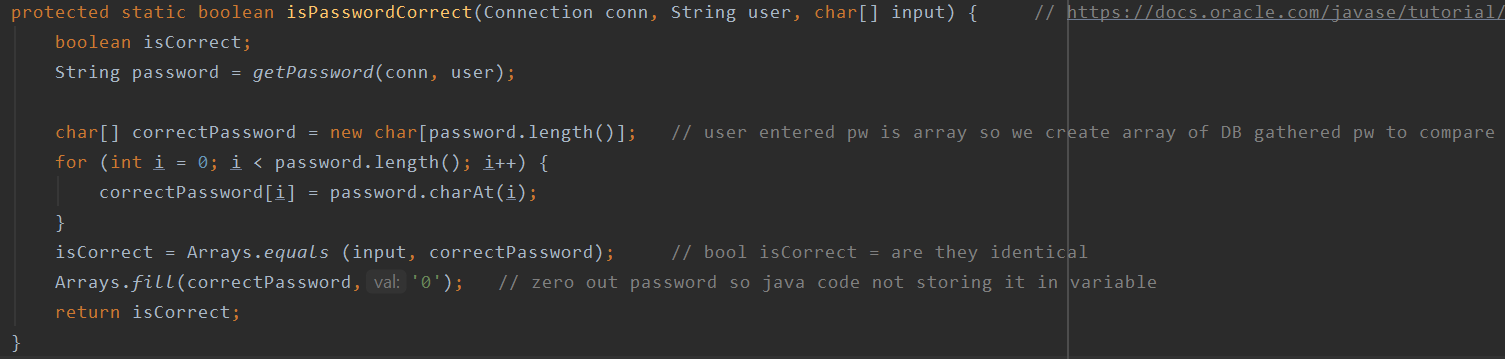 protected static boolean isPasswordCorrect(Connection conn, String user, char[] input) {     // https://docs.oracle.com/javase/tutorial/
    boolean isCorrect;
    String password = getPassword(conn, user);
    char[] correctPassword = new char[password.length()];   // user entered pw is array so we create array of DB gathered pw to compare
    for (int i = 0; i < password.length(); i++) {
        correctPassword[i] = password.charAt(i);
    }
    isCorrect = Arrays.equals (input, correctPassword);     // bool isCorrect = are they identical
    Arrays.fill(correctPassword, val: '0');   // zero out password so java code not storing it in variable
    return isCorrect;
}